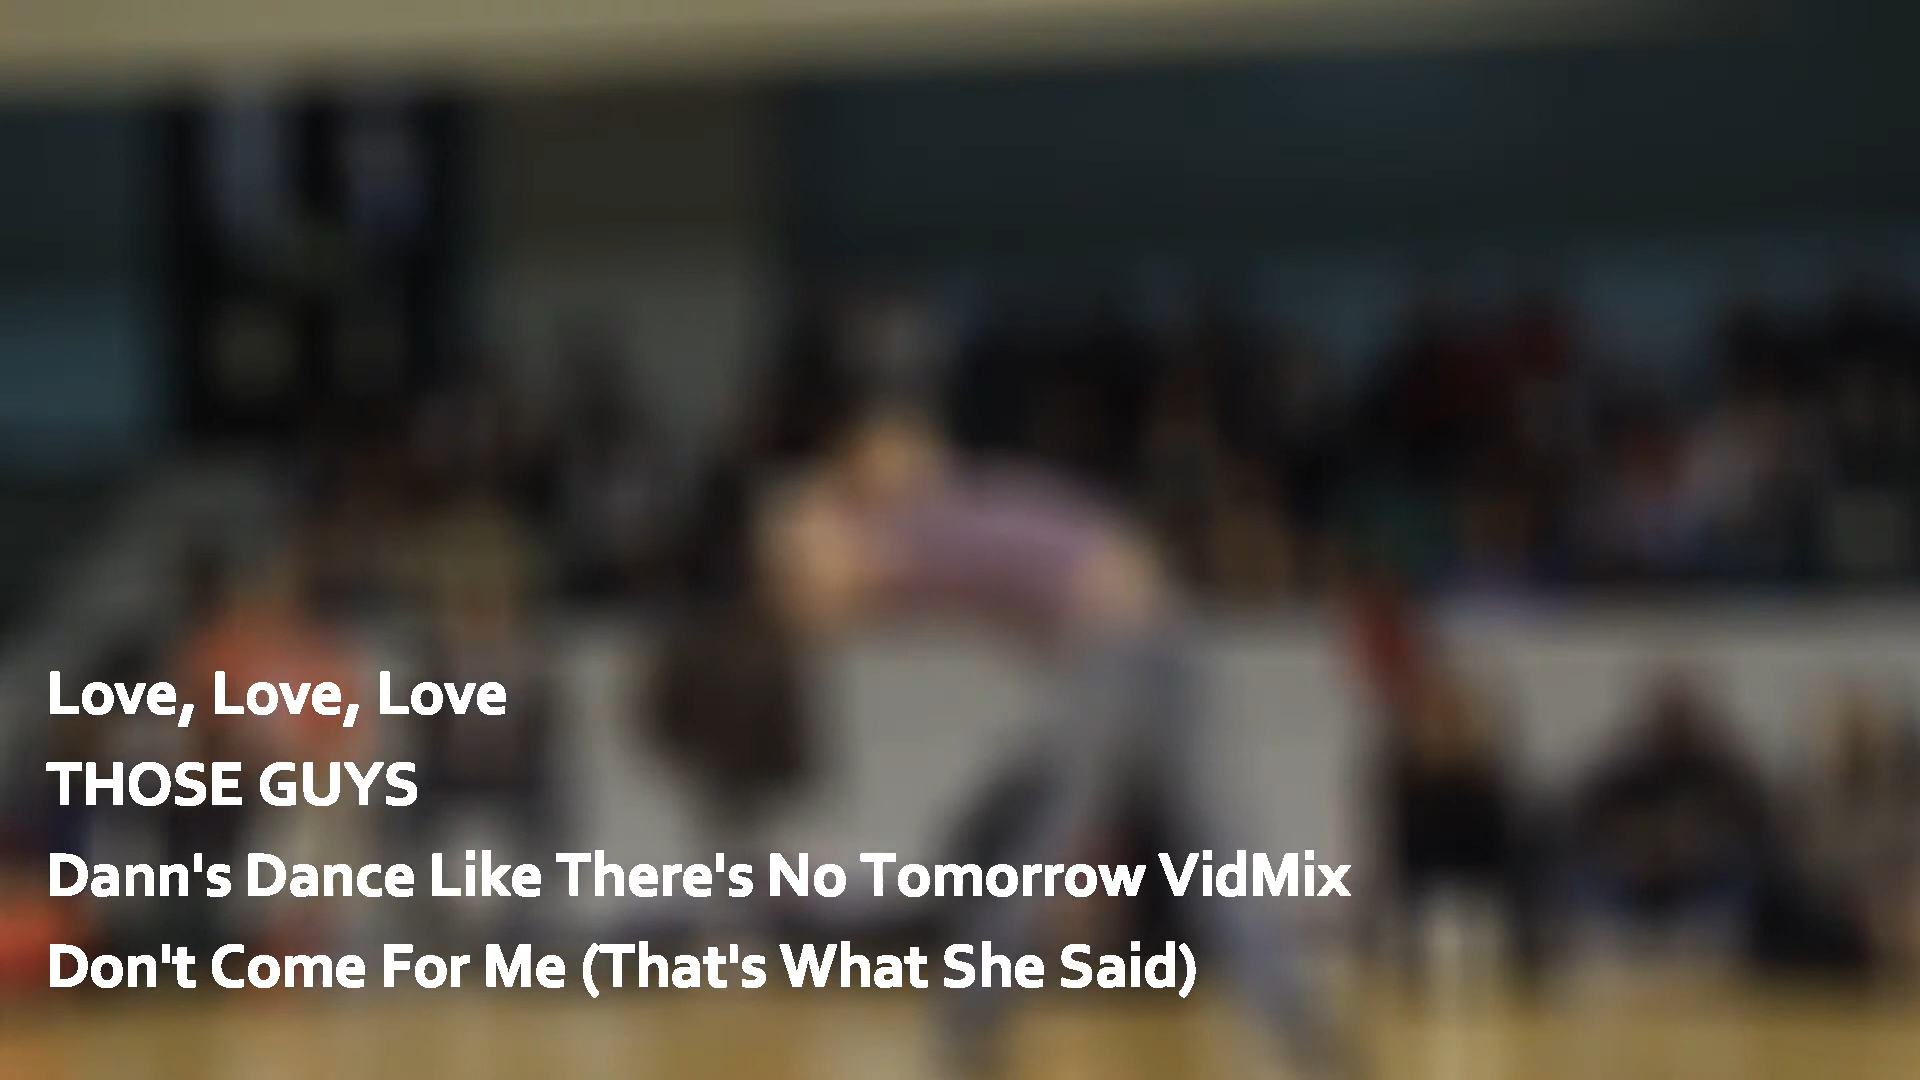 Love, Love, Love
THOSE GUYS
Dann's Dance Like There's No Tomorrow VidMix
Don't Come For Me (That's What She Said)